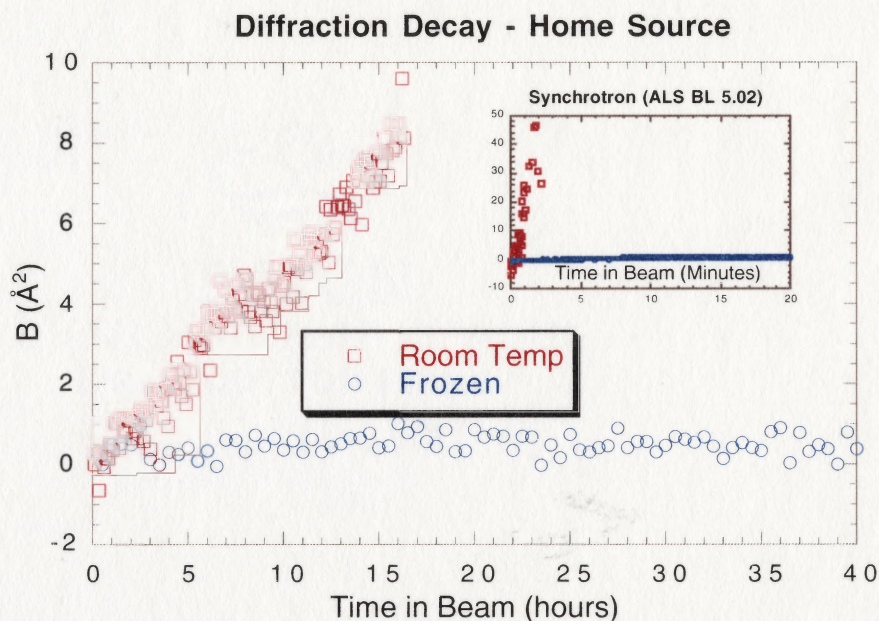 Diffraction Decay - Home Source
10
8
6
4
2
0
-2
B (Å²)
0 5 10 15 20 25 30 35 40
Time in Beam (hours)
Synchrotron (ALS BL 5.02)
50
40
30
20
10
0
-10
Time in Beam (Minutes)
0 5 10 15 20
Room Temp
Frozen